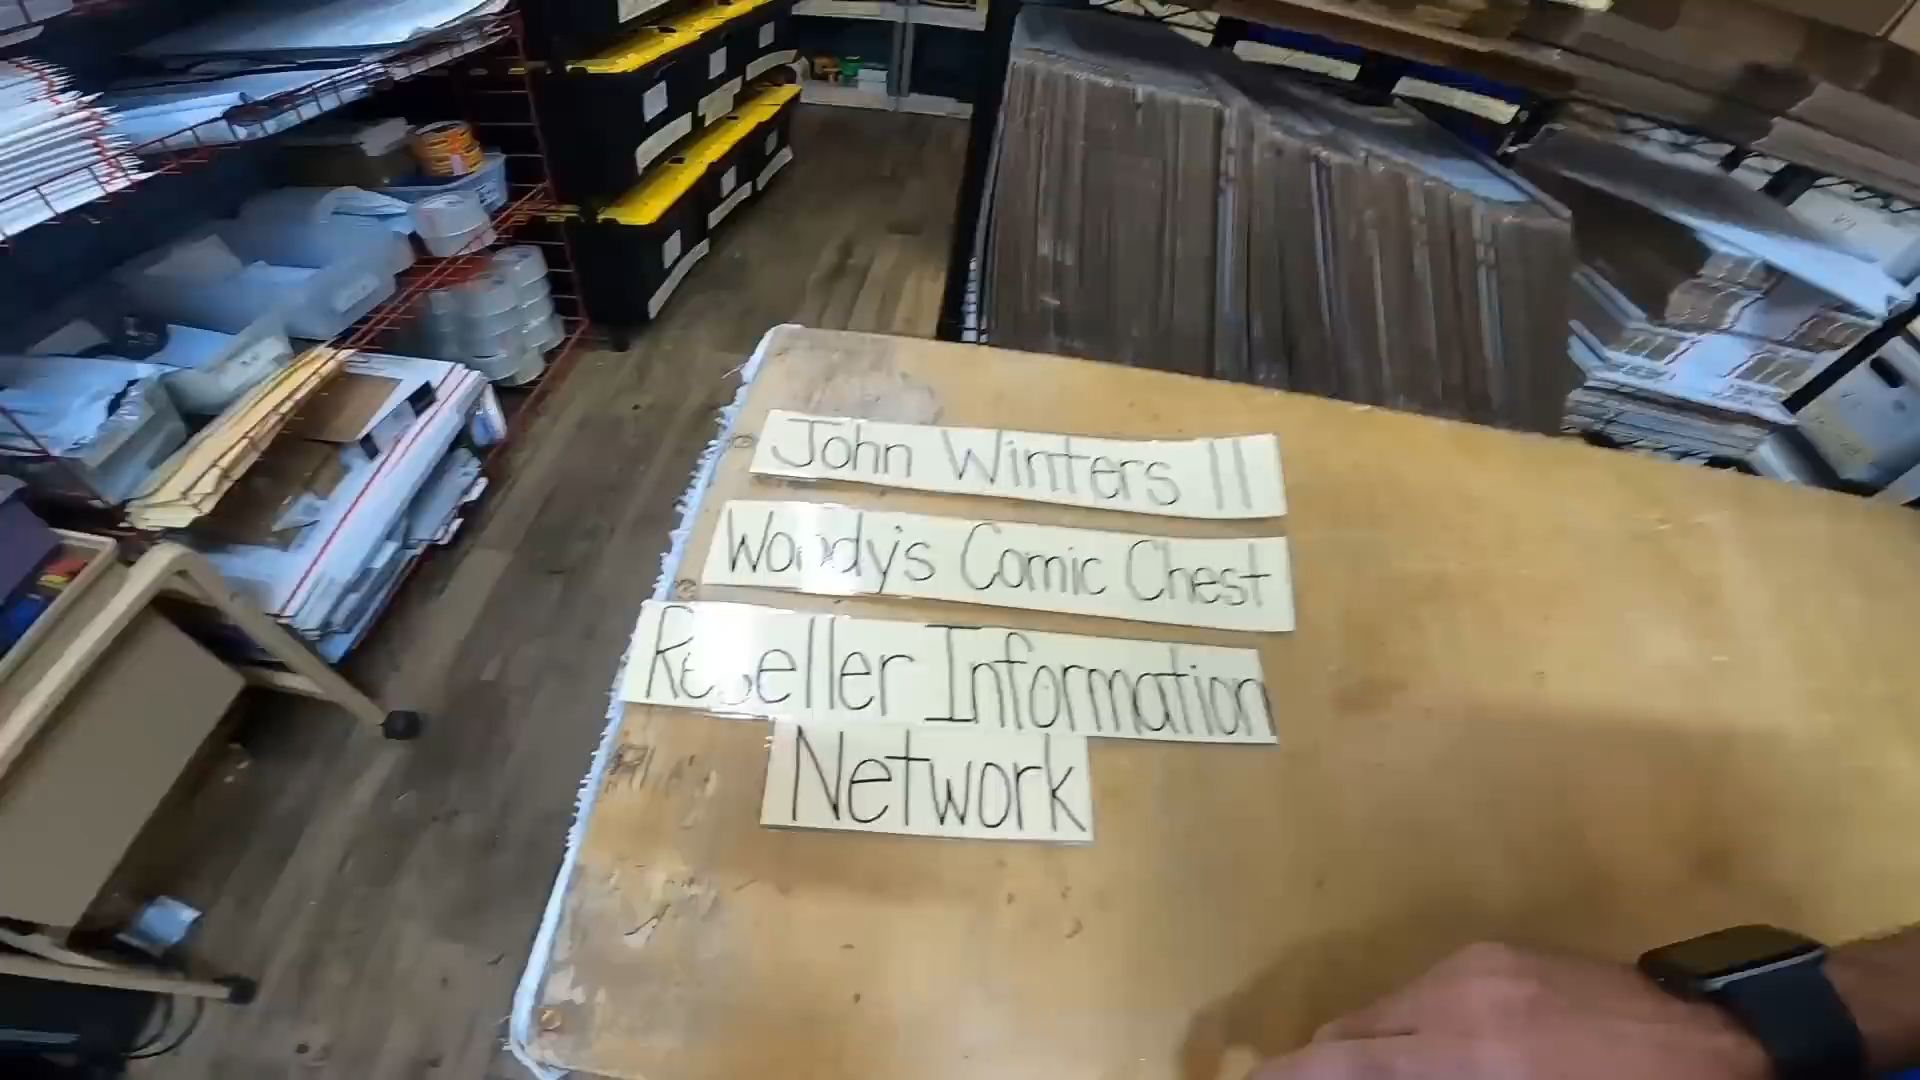 John Winters II
Woody's Comic Chest
Reseller Information
Network